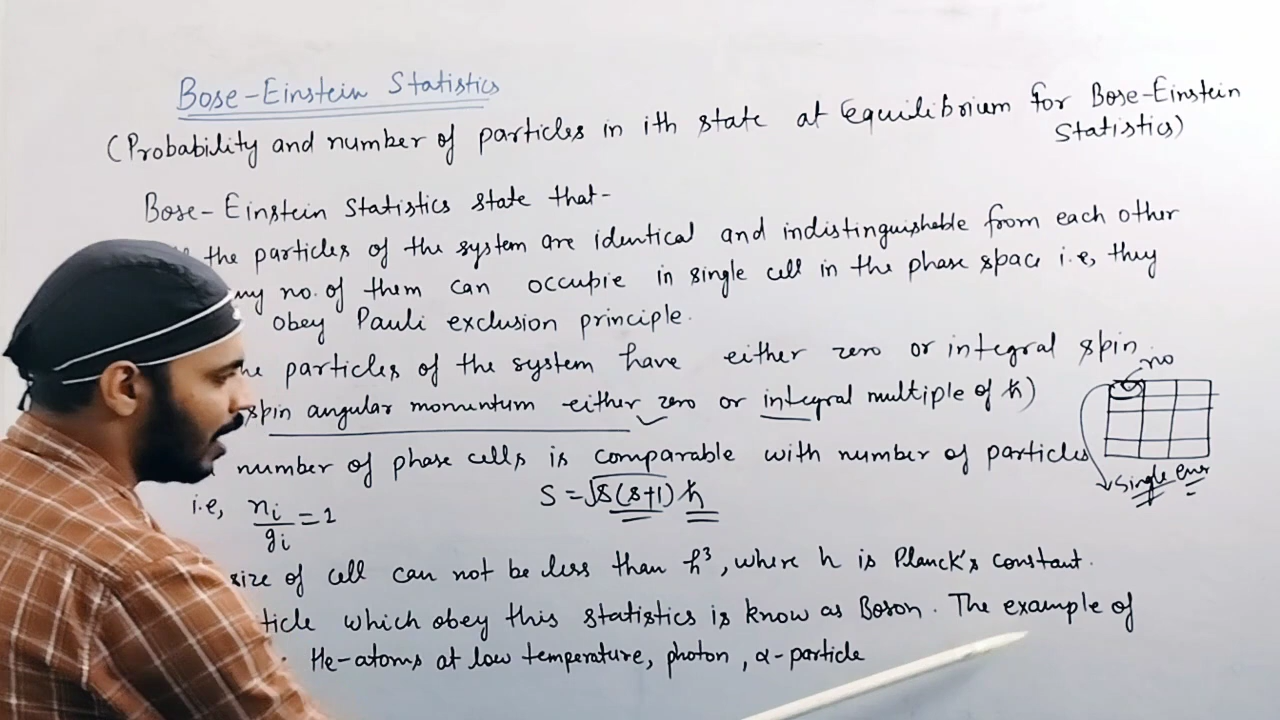 Bose-Einstein Statistics
(Probability and number of particles in ith state at Equilibrium for Bose-Einstein
Statistics)
Bose-Einstein Statistics state that-
the particles of the system are identical and indistinguishable from each other
no. of them can occupie in single cell in the phase space i.e, they
obey Pauli exclusion principle.
particles of the system have either zero or integral spin
no
spin angular momentum either zero or integral multiple of ℏ)
number of phase cells is comparable with number of particles
single ener
i.e, ni/gi = 1
S = √s(s+1) ℏ
size of cell can not be less than h³, where h is Planck's constant.
which obey this statistics is know as Boson. The example of
He-atoms at low temperature, photon, α-particle